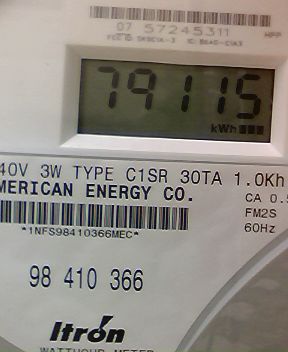 07 57245311
79115
kWh
40V 3W TYPE C1SR 30TA 1.0Kh
MERICAN ENERGY CO.
CA 0.5
FM2S
60Hz
*1NFS98410366MEC*
98 410 366
Itron
WATTHOUR METER